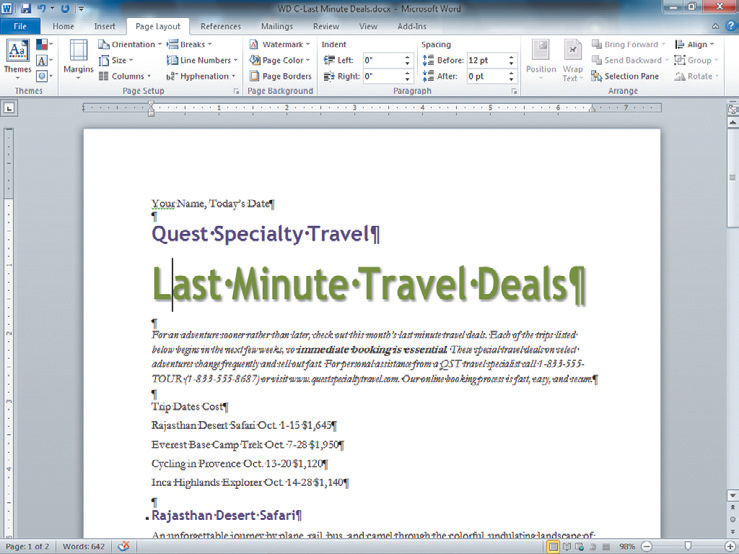 WD C-Last Minute Deals.docx - Microsoft Word
File Home Insert Page Layout References Mailings Review View Add-Ins
Orientation Breaks Watermark Indent Spacing Bring Forward Align
Size Line Numbers Page Color Left: 0" Before: 12 pt Send Backward Group
Themes Margins Columns Hyphenation Page Borders Right: 0" After: 0 pt Position Wrap Text Selection Pane Rotate
Themes Page Setup Page Background Paragraph Arrange
1 2 3 4 5 6 7
Your Name, Today's Date¶
¶
Quest·Specialty·Travel¶
Last·Minute·Travel·Deals¶
¶
For·an·adventure·sooner·rather·than·later,·check·out·this·month's·last·minute·travel·deals.·Each·of·the·trips·listed·
below·begins·in·the·next·few·weeks,·so·immediate·booking·is·essential.·These·special·travel·deals·on·select·
adventures·change·frequently·and·sell·out·fast.·For·personal·assistance·from·a·QST·travel·specialist·call·1-833-555-
TOUR·(1-833-555-8687)·or·visit·www.questspecialtytravel.com.·Our·online·booking·process·is·fast,·easy,·and·secure.¶
¶
Trip Dates Cost¶
Rajasthan Desert Safari Oct. 1-15 $1,645¶
Everest Base Camp Trek Oct. 7-28 $1,950¶
Cycling in Provence Oct. 13-20 $1,120¶
Inca Highlands Explorer Oct. 14-28 $1,140¶
¶
Rajasthan·Desert·Safari¶
An·unforgettable·journey·by·plane,·rail,·bus,·and·camel·through·the·colorful,·undulating·landscape·of·
Page: 1 of 2 Words: 642 98%